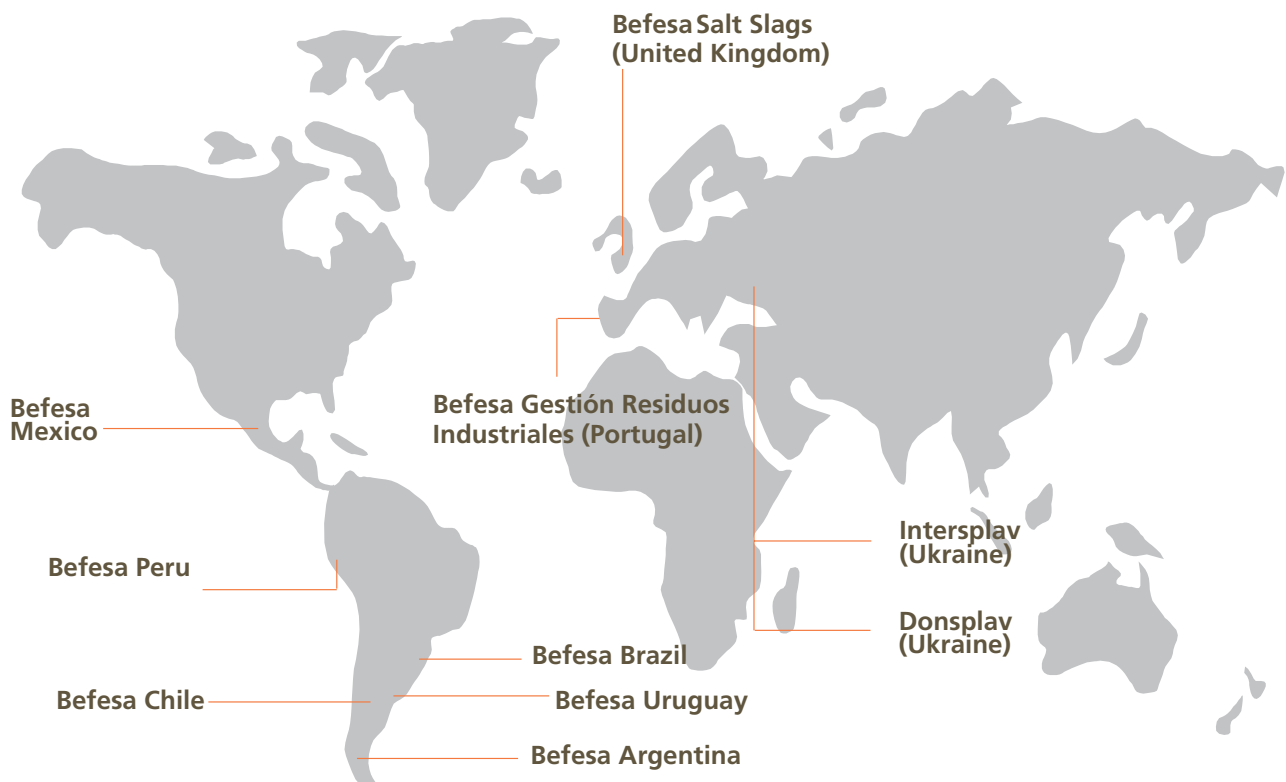 Befesa Salt Slags
(United Kingdom)
Befesa
Mexico
Befesa Gestión Residuos
Industriales (Portugal)
Intersplav
(Ukraine)
Befesa Peru
Donsplav
(Ukraine)
Befesa Brazil
Befesa Chile
Befesa Uruguay
Befesa Argentina